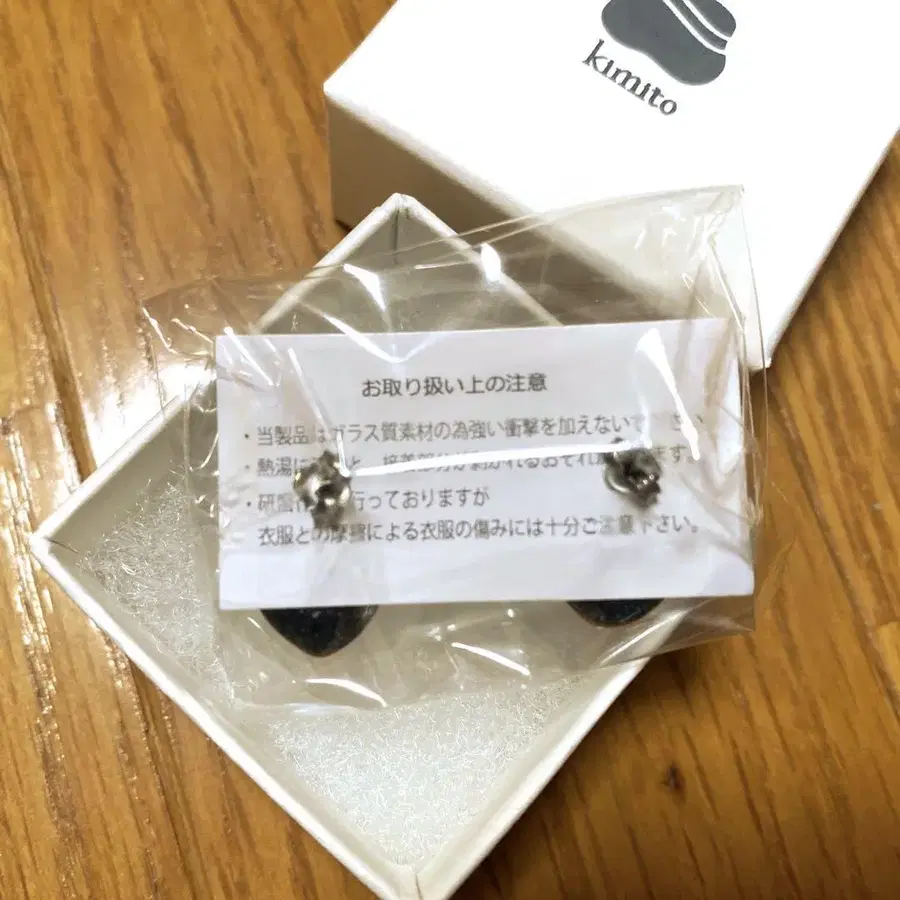 kimito
お取り扱い上の注意
・当製品はガラス質素材の為強い衝撃を加えないで さい
・熱湯に と、接着部分が剥がれるおそれ ます。
・研磨 行っておりますが
衣服との摩擦による衣服の傷みには十分ご注意下さい。